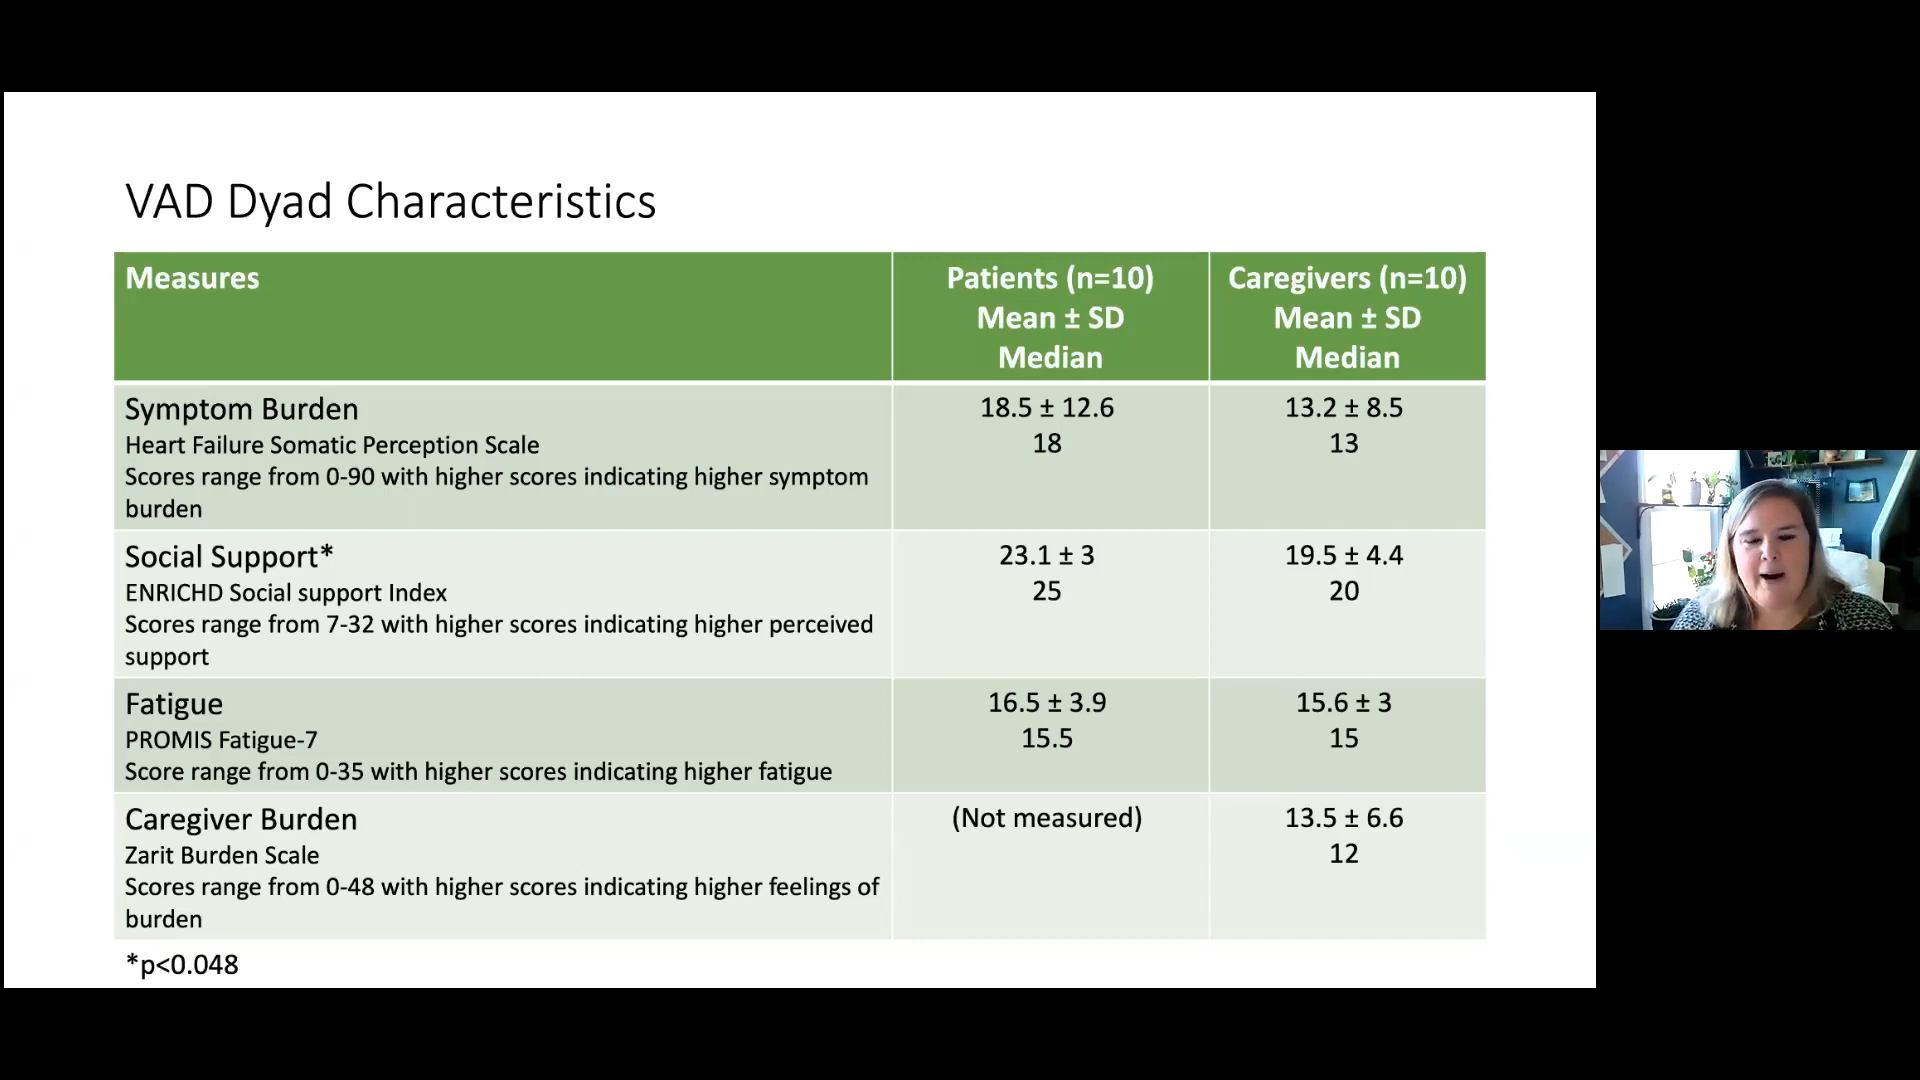 VAD Dyad Characteristics
Measures
Patients (n=10)
Mean ± SD
Median
Caregivers (n=10)
Mean ± SD
Median
Symptom Burden
Heart Failure Somatic Perception Scale
Scores range from 0-90 with higher scores indicating higher symptom
burden
18.5 ± 12.6
18
13.2 ± 8.5
13
Social Support*
ENRICHD Social support Index
Scores range from 7-32 with higher scores indicating higher perceived
support
23.1 ± 3
25
19.5 ± 4.4
20
Fatigue
PROMIS Fatigue-7
Score range from 0-35 with higher scores indicating higher fatigue
16.5 ± 3.9
15.5
15.6 ± 3
15
Caregiver Burden
Zarit Burden Scale
Scores range from 0-48 with higher scores indicating higher feelings of
burden
(Not measured)
13.5 ± 6.6
12
*p<0.048